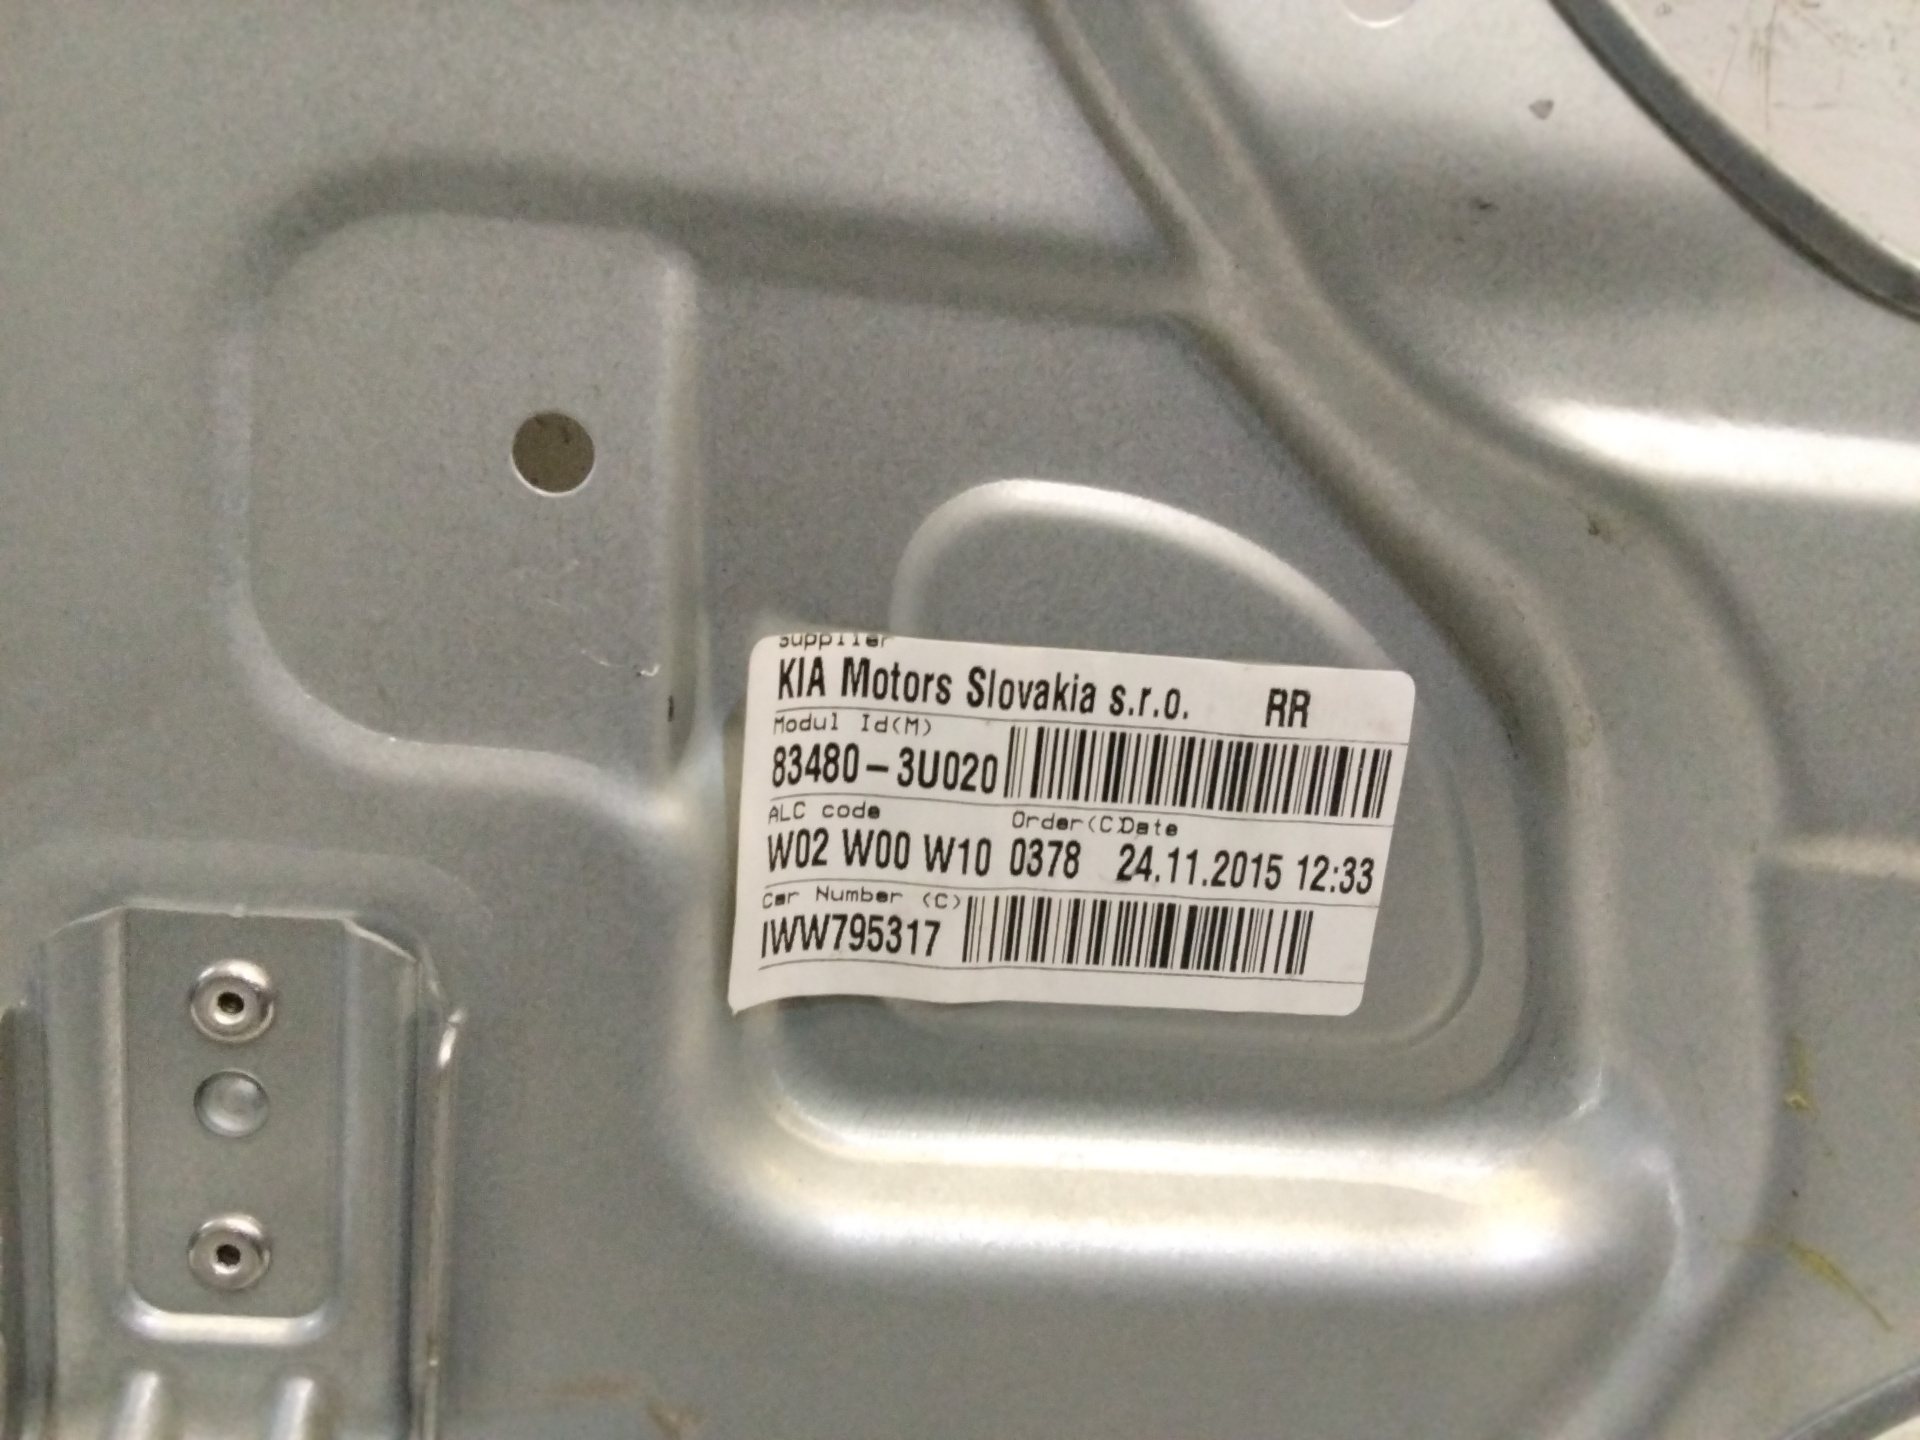 Supplier
KIA Motors Slovakia s.r.o. RR
Modul Id(M)
83480-3U020
ALC code Order(C)Date
W02 W00 W10 0378 24.11.2015 12:33
Car Number (C)
IWW795317